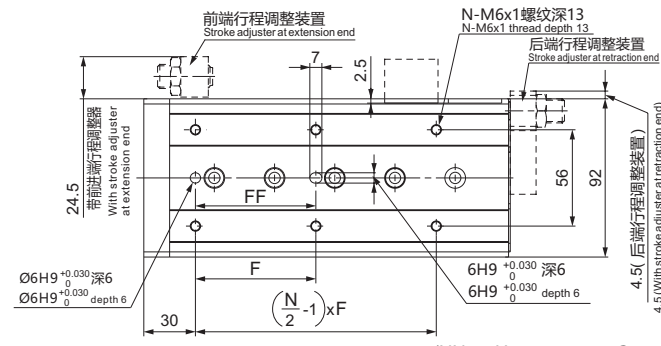 前端行程调整装置
Stroke adjuster at extension end
N-M6x1螺纹深13
N-M6x1 thread depth 13
后端行程调整装置
Stroke adjuster at retraction end
7
2.5
24.5
带前进端行程调整器
With stroke adjuster
at extension end
FF
56
92
4.5(后端行程调整装置)
4.5(With stroke adjuster at retraction end)
Ø6H9 +0.030 0 深6
Ø6H9 +0.030 0 depth 6
F
6H9 +0.030 0 深6
6H9 +0.030 0 depth 6
30
(N/2 -1)xF